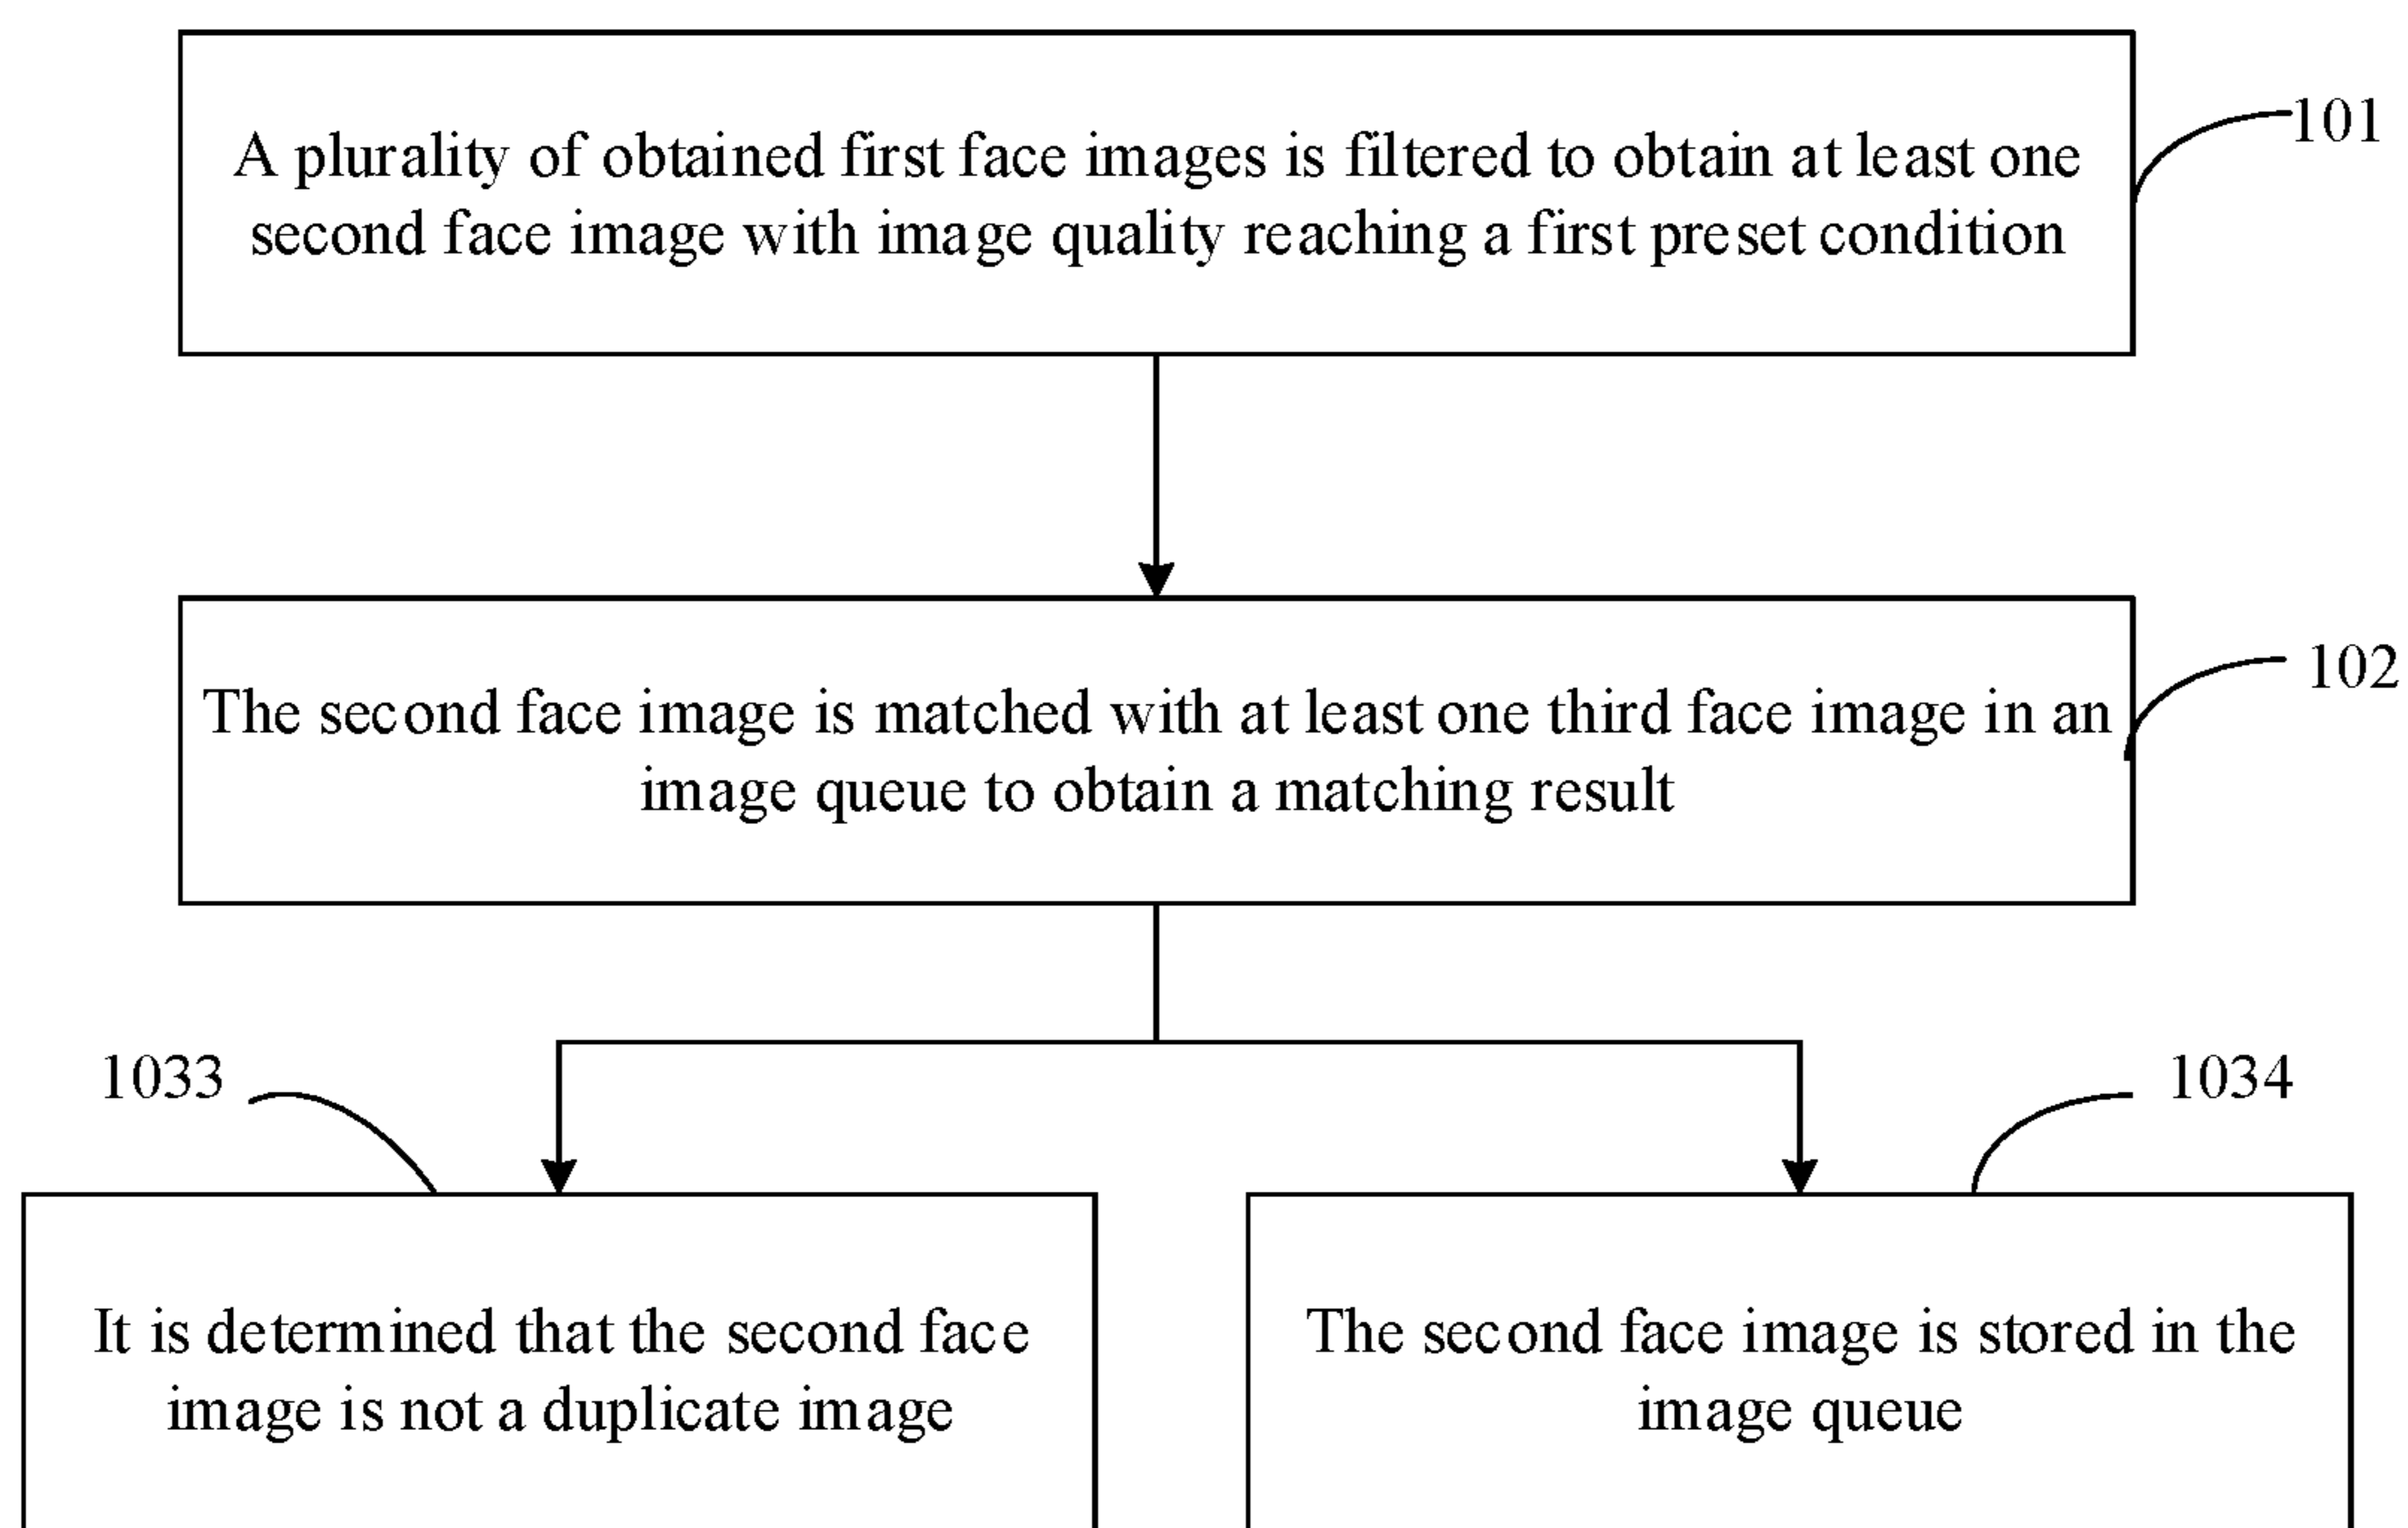 101
A plurality of obtained first face images is filtered to obtain at least one
second face image with image quality reaching a first preset condition
102
The second face image is matched with at least one third face image in an
image queue to obtain a matching result
1033
1034
It is determined that the second face
image is not a duplicate image
The second face image is stored in the
image queue